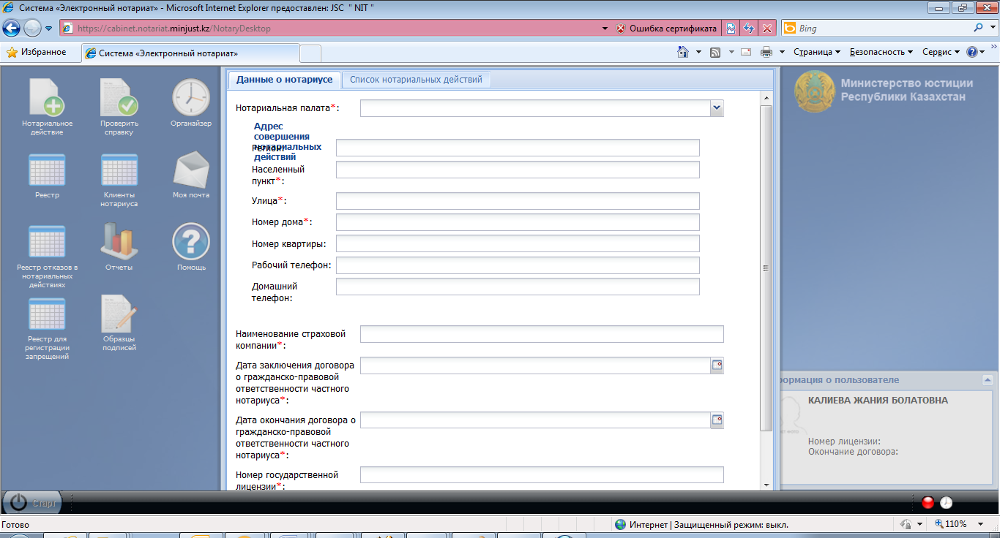 Система «Электронный нотариат» - Microsoft Internet Explorer предоставлен: JSC " NIT "
https://cabinet.notariat.minjust.kz/NotaryDesktop
Ошибка сертификата
Bing
Избранное
Система «Электронный нотариат»
Страница
Безопасность
Сервис
Нотариальное
действие
Проверить
справку
Органайзер
Реестр
Клиенты
нотариуса
Моя почта
Реестр отказов в
нотариальных
действиях
Отчеты
Помощь
Реестр для
регистрации
запрещений
Образцы
подписей
Данные о нотариусе
Список нотариальных действий
Нотариальная палата*:
Адрес
совершения
нотариальных
действий
Регион:
Населенный
пункт*:
Улица*:
Номер дома*:
Номер квартиры:
Рабочий телефон:
Домашний
телефон:
Наименование страховой
компании*:
Дата заключения договора
о гражданско-правовой
ответственности частного
нотариуса*:
Дата окончания договора о
гражданско-правовой
ответственности частного
нотариуса*:
Номер государственной
лицензии*:
Министерство юстиции
Республики Казахстан
ормация о пользователе
КАЛИЕВА ЖАНИЯ БОЛАТОВНА
Номер лицензии:
Окончание договора:
Старт
Готово
Интернет | Защищенный режим: выкл.
110%